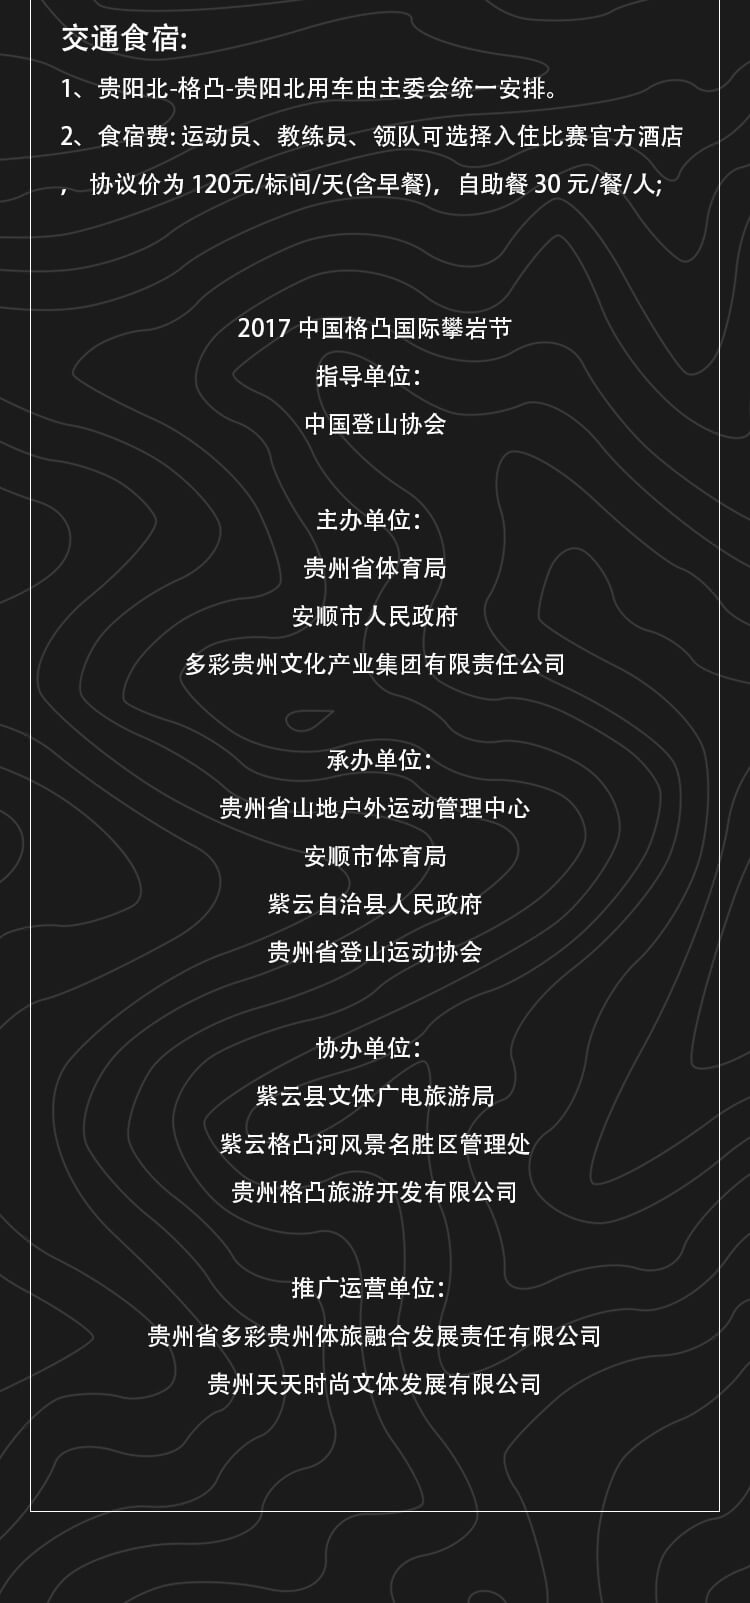 交通食宿:
1、贵阳北-格凸-贵阳北用车由主委会统一安排。
2、食宿费: 运动员、教练员、领队可选择入住比赛官方酒店
， 协议价为 120元/标间/天(含早餐)，自助餐 30 元/餐/人;
2017 中国格凸国际攀岩节
指导单位：
中国登山协会
主办单位：
贵州省体育局
安顺市人民政府
多彩贵州文化产业集团有限责任公司
承办单位：
贵州省山地户外运动管理中心
安顺市体育局
紫云自治县人民政府
贵州省登山运动协会
协办单位：
紫云县文体广电旅游局
紫云格凸河风景名胜区管理处
贵州格凸旅游开发有限公司
推广运营单位：
贵州省多彩贵州体旅融合发展责任有限公司
贵州天天时尚文体发展有限公司